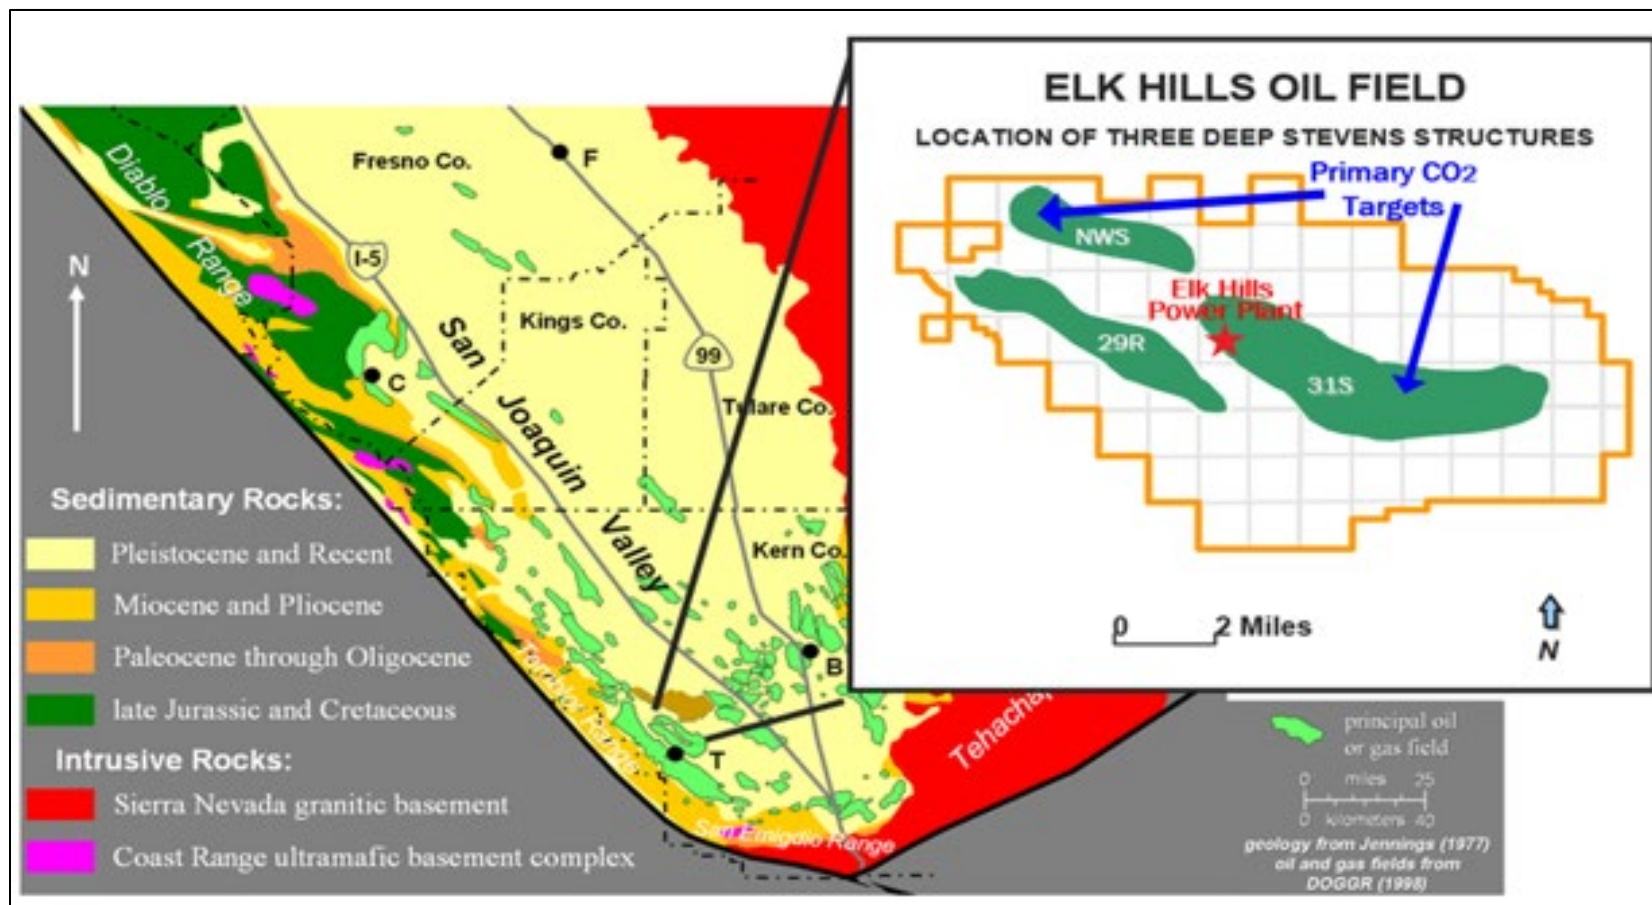 ELK HILLS OIL FIELD
LOCATION OF THREE DEEP STEVENS STRUCTURES
Primary CO2
Targets
NWS
Elk Hills
Power Plant
29R
31S
0 2 Miles
N
Diablo
Range
Fresno Co.
F
N
I-5
Kings Co.
San
Joaquin
Valley
99
C
Tulare Co.
Kern Co.
B
T
Temblor Range
San Emigdio Range
Tehachap
Sedimentary Rocks:
Pleistocene and Recent
Miocene and Pliocene
Paleocene through Oligocene
late Jurassic and Cretaceous
Intrusive Rocks:
Sierra Nevada granitic basement
Coast Range ultramafic basement complex
principal oil
or gas field
0 miles 25
0 kilometers 40
geology from Jennings (1977)
oil and gas fields from
DOGGR (1998)